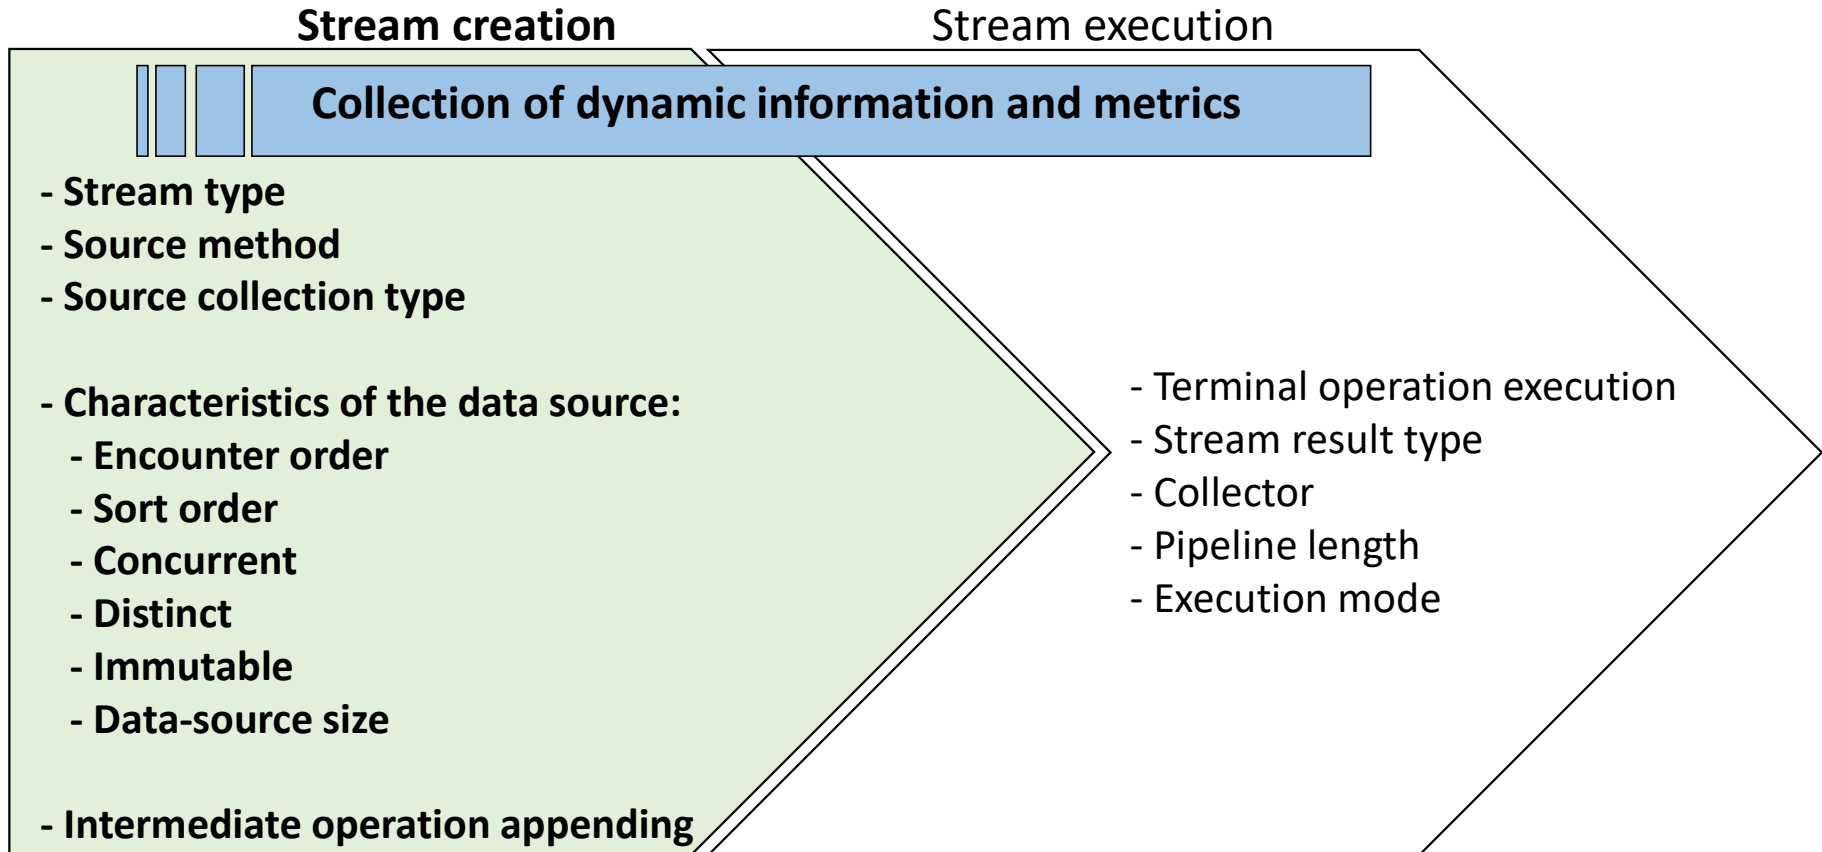 Stream creation
Stream execution
Collection of dynamic information and metrics
- Stream type
- Source method
- Source collection type
- Characteristics of the data source:
- Encounter order
- Sort order
- Concurrent
- Distinct
- Immutable
- Data-source size
- Intermediate operation appending
- Terminal operation execution
- Stream result type
- Collector
- Pipeline length
- Execution mode